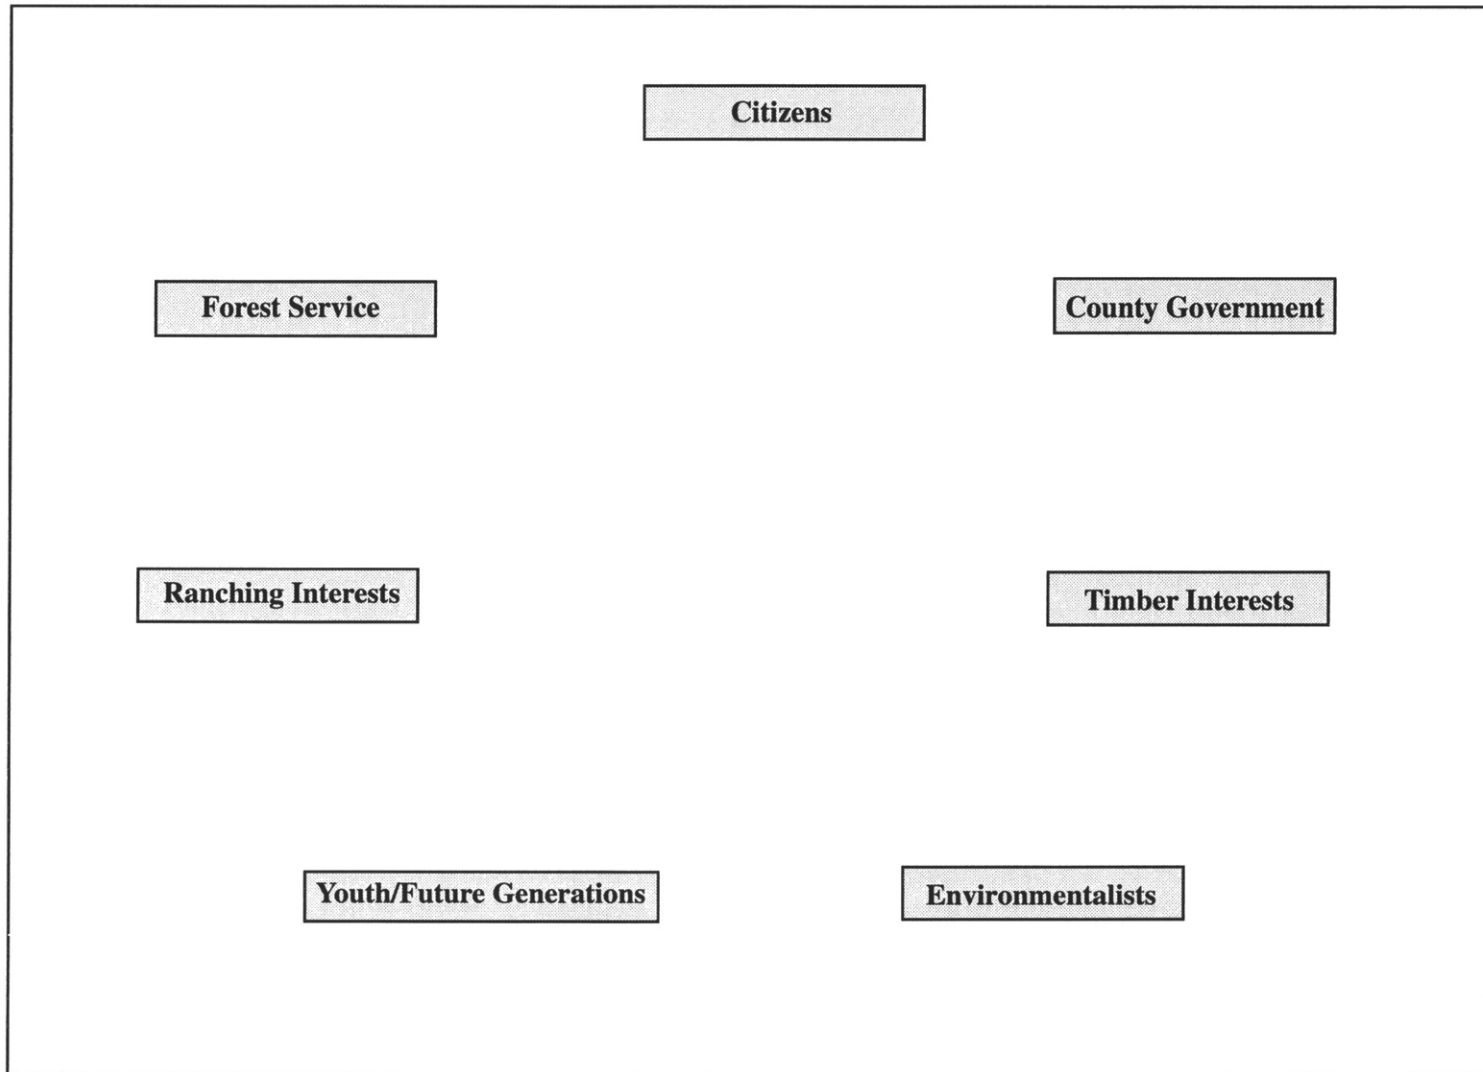 Citizens
Forest Service
County Government
Ranching Interests
Timber Interests
Youth/Future Generations
Environmentalists